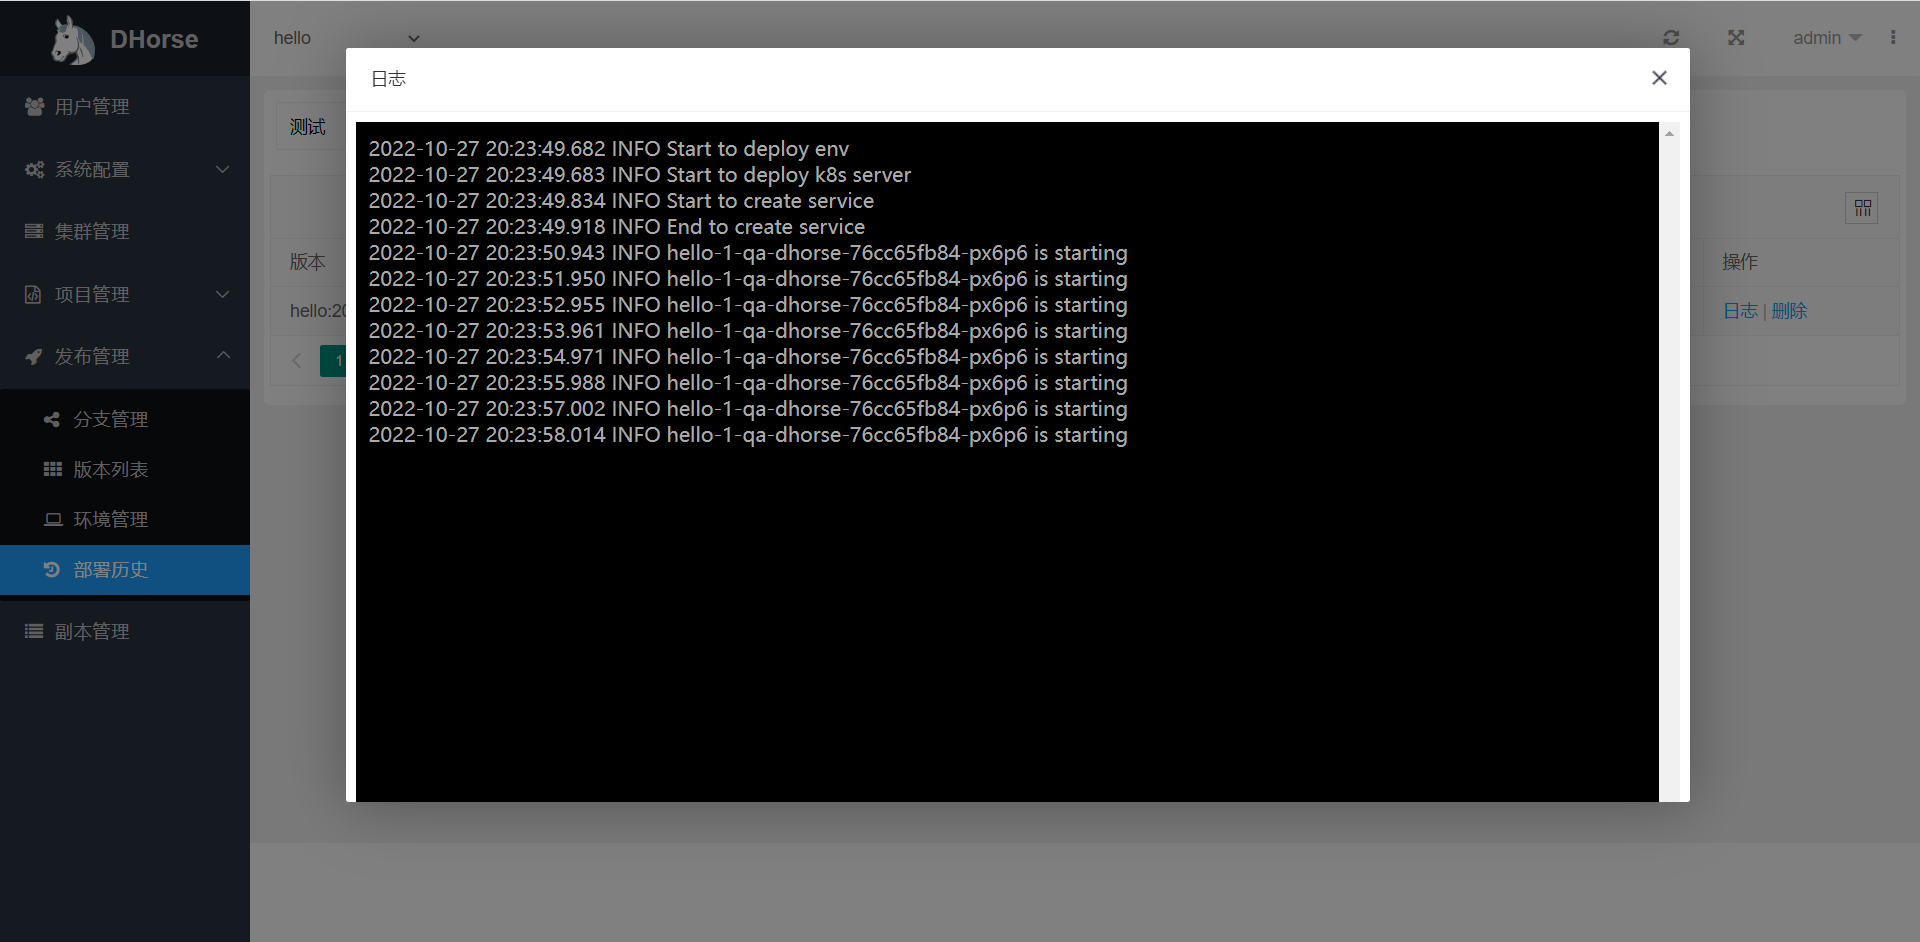 DHorse
hello
admin
用户管理
系统配置
集群管理
项目管理
发布管理
分支管理
版本列表
环境管理
部署历史
副本管理
测试
版本
操作
hello:20
日志 | 删除
1
日志
2022-10-27 20:23:49.682 INFO Start to deploy env
2022-10-27 20:23:49.683 INFO Start to deploy k8s server
2022-10-27 20:23:49.834 INFO Start to create service
2022-10-27 20:23:49.918 INFO End to create service
2022-10-27 20:23:50.943 INFO hello-1-qa-dhorse-76cc65fb84-px6p6 is starting
2022-10-27 20:23:51.950 INFO hello-1-qa-dhorse-76cc65fb84-px6p6 is starting
2022-10-27 20:23:52.955 INFO hello-1-qa-dhorse-76cc65fb84-px6p6 is starting
2022-10-27 20:23:53.961 INFO hello-1-qa-dhorse-76cc65fb84-px6p6 is starting
2022-10-27 20:23:54.971 INFO hello-1-qa-dhorse-76cc65fb84-px6p6 is starting
2022-10-27 20:23:55.988 INFO hello-1-qa-dhorse-76cc65fb84-px6p6 is starting
2022-10-27 20:23:57.002 INFO hello-1-qa-dhorse-76cc65fb84-px6p6 is starting
2022-10-27 20:23:58.014 INFO hello-1-qa-dhorse-76cc65fb84-px6p6 is starting